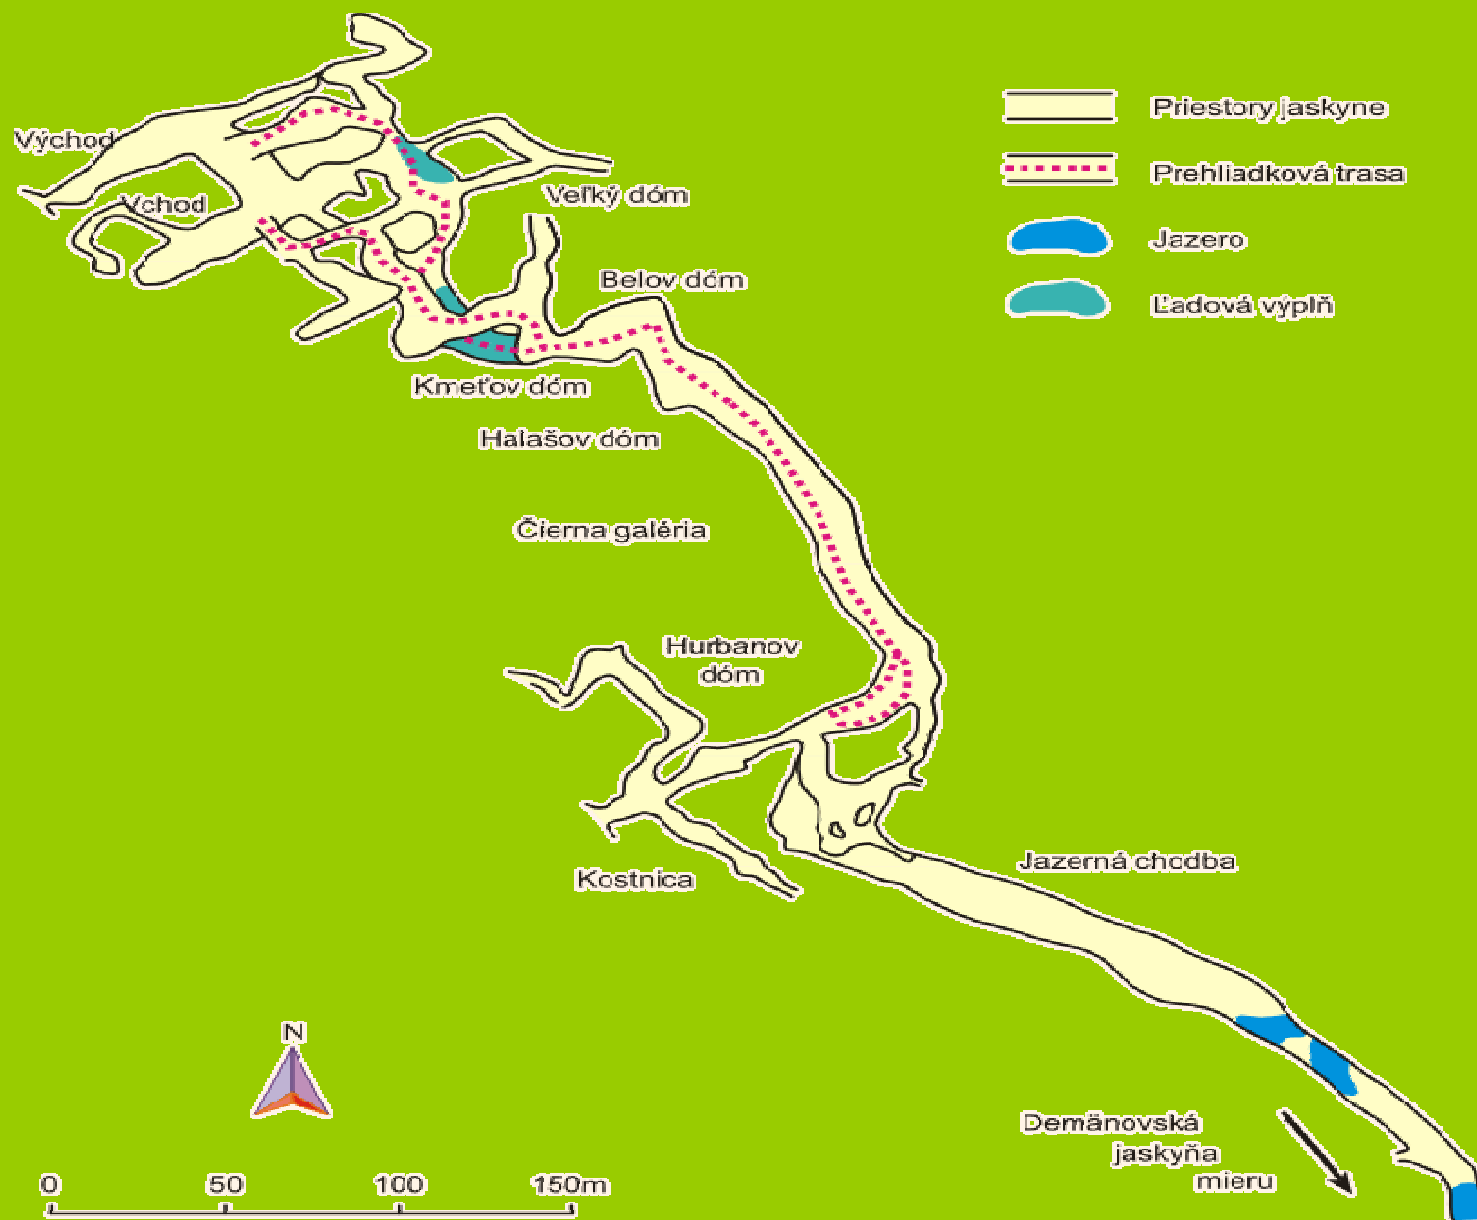 Východ
Vchod
Veľký dóm
Belov dóm
Kmeťov dóm
Halašov dóm
Čierna galéria
Hurbanov
dóm
Kostnica
Jazerná chodba
Demänovská
jaskyňa
mieru
Priestory jaskyne
Prehliadková trasa
Jazero
Ľadová výplň
N
0 50 100 150m